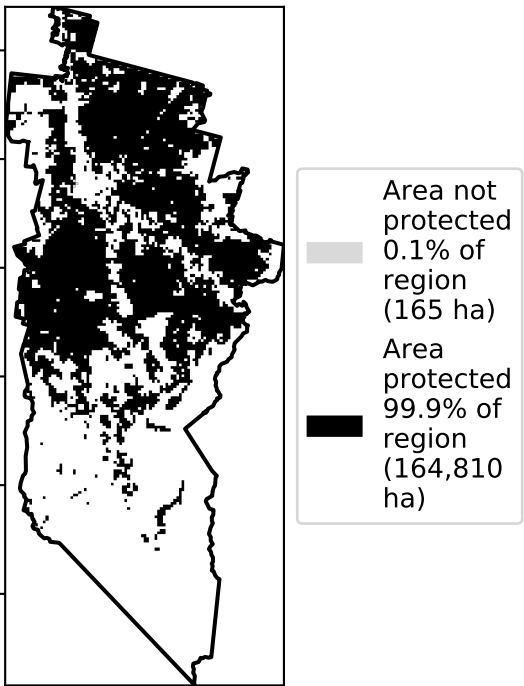 Area not
protected
0.1% of
region
(165 ha)
Area
protected
99.9% of
region
(164,810
ha)